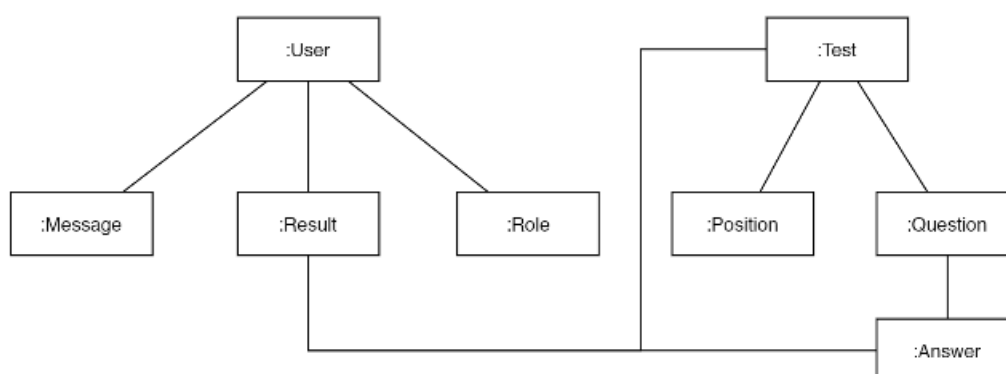 :User
:Test
:Message
:Result
:Role
:Position
:Question
:Answer